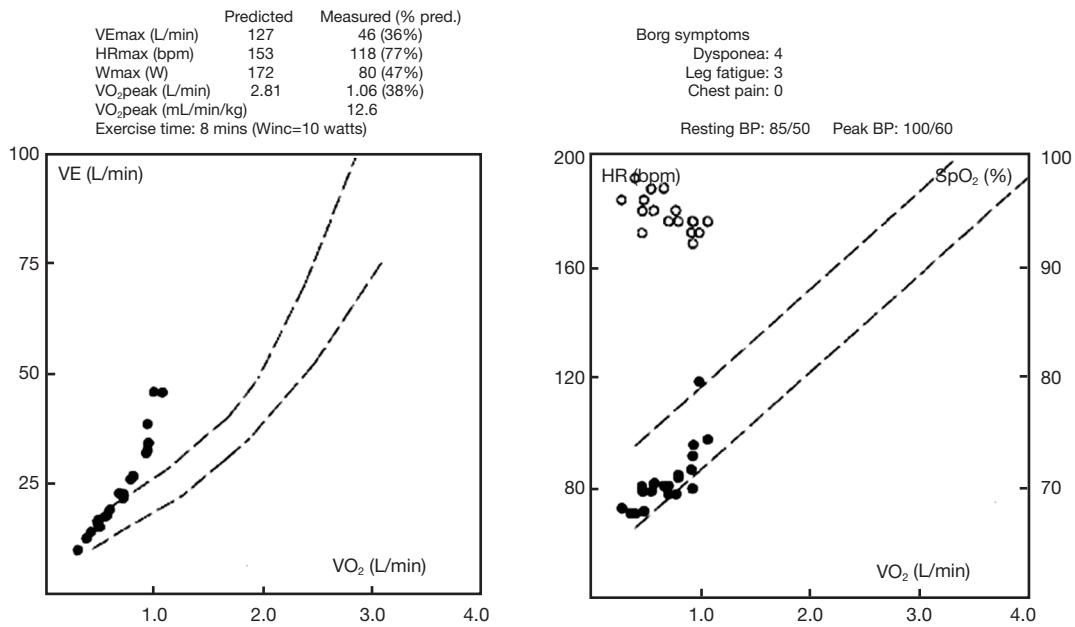 Predicted Measured (% pred.)
VEmax (L/min) 127 46 (36%)
HRmax (bpm) 153 118 (77%)
Wmax (W) 172 80 (47%)
VO₂peak (L/min) 2.81 1.06 (38%)
VO₂peak (mL/min/kg) 12.6
Exercise time: 8 mins (Winc=10 watts)
Borg symptoms
Dysponea: 4
Leg fatigue: 3
Chest pain: 0
Resting BP: 85/50 Peak BP: 100/60
100
VE (L/min)
75
50
25
VO₂ (L/min)
1.0 2.0 3.0 4.0
200 HR (bpm) SpO₂ (%) 100
160 90
120 80
80 70
VO₂ (L/min)
1.0 2.0 3.0 4.0